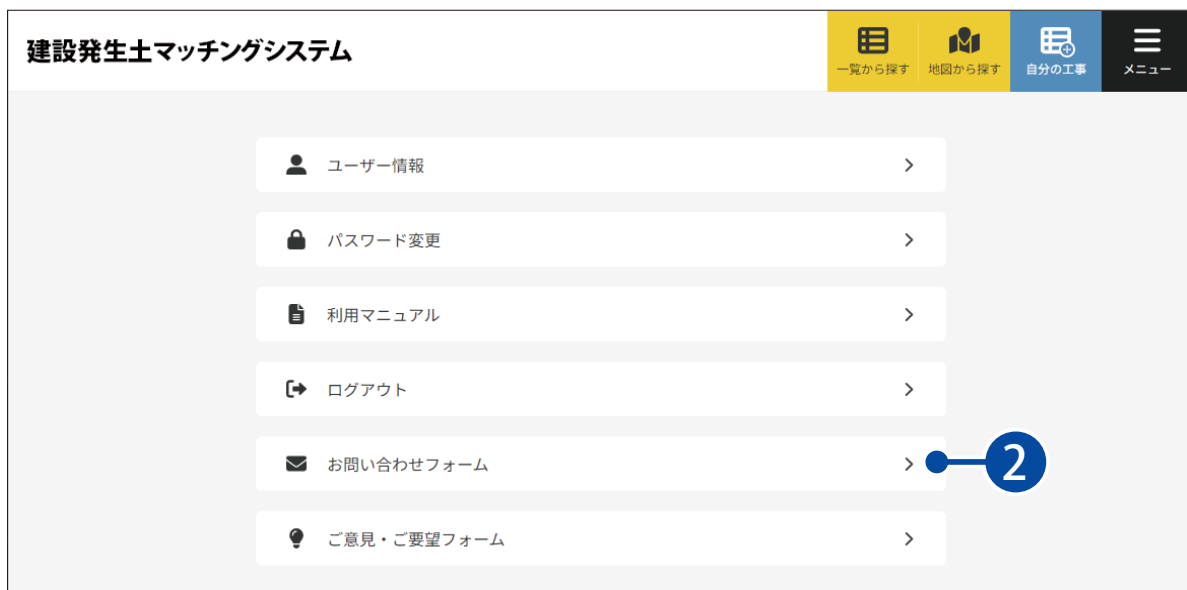 建設発生土マッチングシステム
一覧から探す
地図から探す
自分の工事
メニュー
ユーザー情報
パスワード変更
利用マニュアル
ログアウト
お問い合わせフォーム
2
ご意見・ご要望フォーム